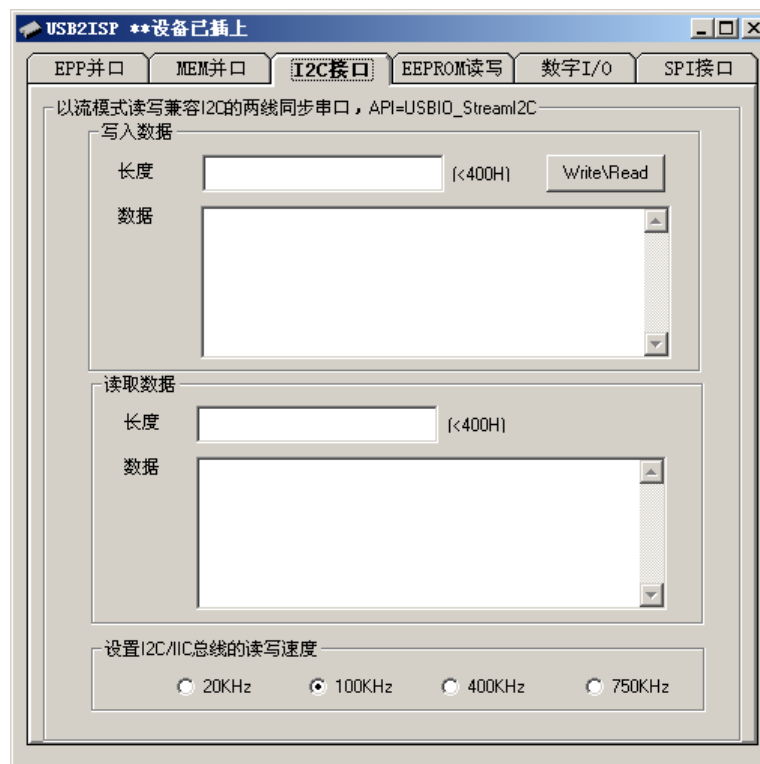 USB2ISP **设备已插上
EPP并口 MEM并口 I2C接口 EEPROM读写 数字I/O SPI接口
以流模式读写兼容I2C的两线同步串口，API=USBIO_StreamI2C
写入数据
长度 (<400H) Write\Read
数据
读取数据
长度 (<400H)
数据
设置I2C/IIC总线的读写速度
20KHz 100KHz 400KHz 750KHz